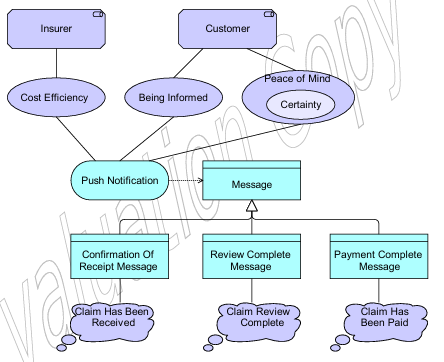 Insurer
Customer
Cost Efficiency
Being Informed
Peace of Mind
Certainty
Push Notification
Message
Confirmation Of
Receipt Message
Review Complete
Message
Payment Complete
Message
Claim Has Been
Received
Claim Review
Complete
Claim Has
Been Paid
valuation Copy